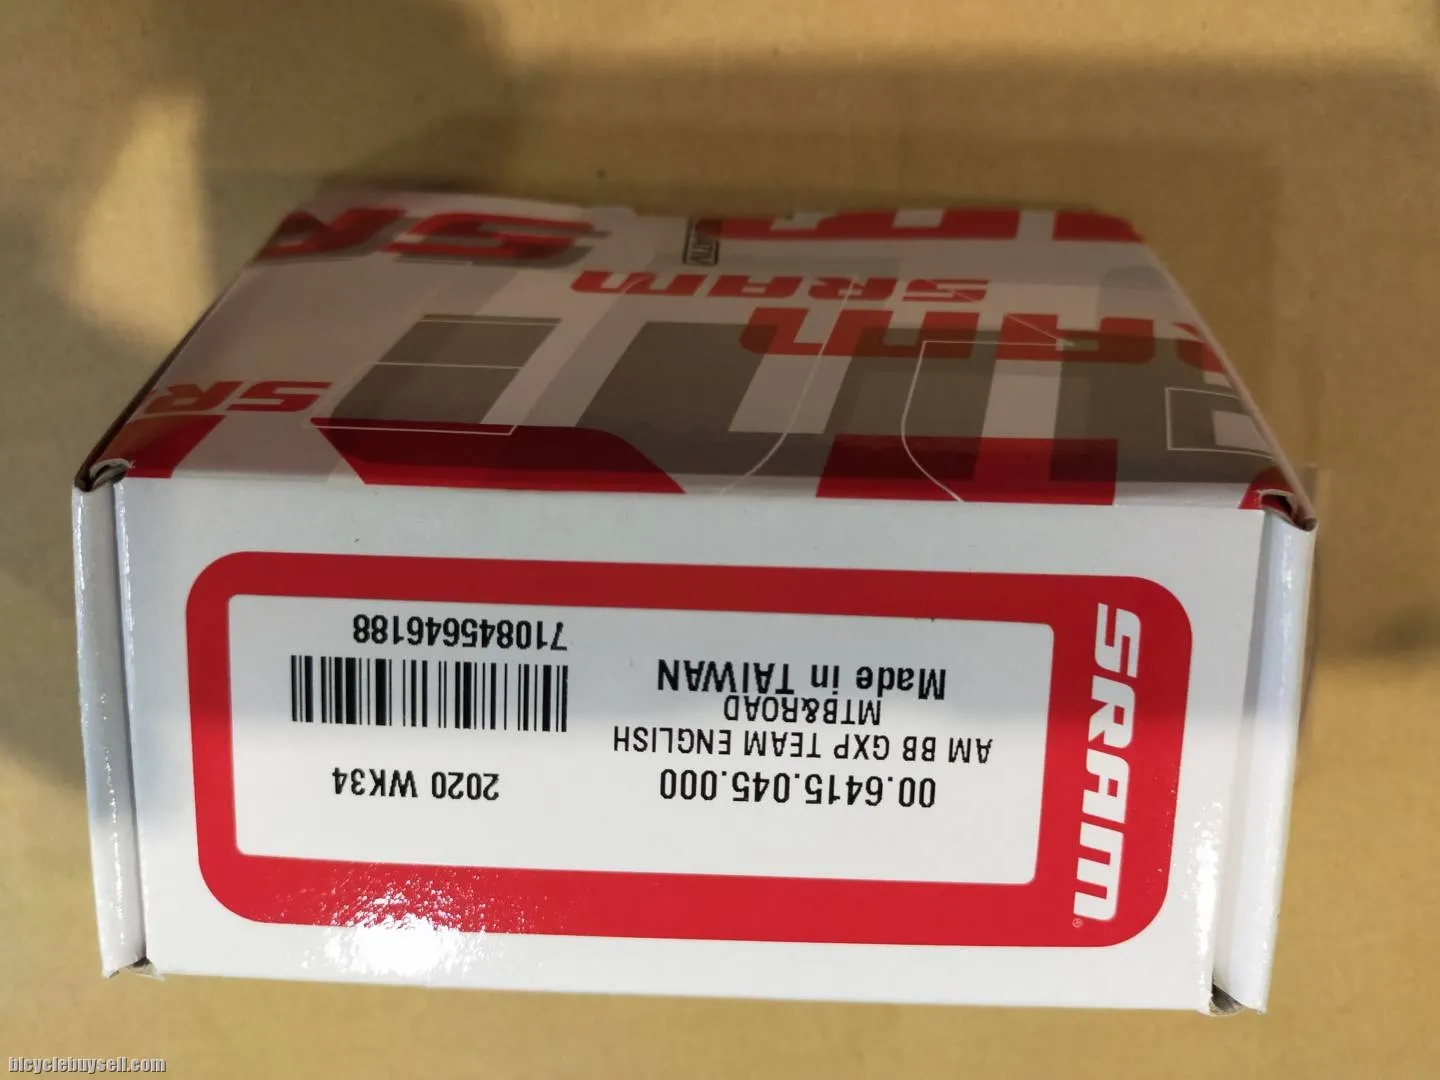 SRAM
SRAM
SR
SRAM
00.6415.045.000
AM BB GXP TEAM ENGLISH
MTB&ROAD
Made in TAIWAN
2020 WK34
710845646188
bicyclebuysell.com